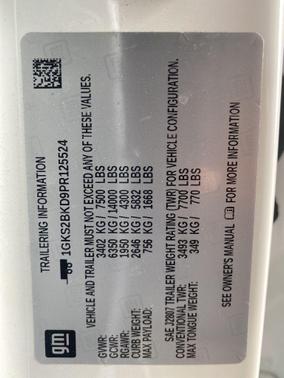 TRAILERING INFORMATION
1GKS2BKD9PR125524
VEHICLE AND TRAILER MUST NOT EXCEED ANY OF THESE VALUES.
GVWR: 3402 KG/ 7500 LBS
GCWR: 6350 KG/ 14000 LBS
RGAWR: 1950 KG/ 4300 LBS
CURB WEIGHT: 2646 KG/ 5832 LBS
MAX PAYLOAD: 756 KG/ 1668 LBS
SAE J2807 TRAILER WEIGHT RATING (TWR) FOR VEHICLE CONFIGURATION.
CONVENTIONAL TWR: 3493 KG/ 7700 LBS
MAX TONGUE WEIGHT: 349 KG/ 770 LBS
SEE OWNER'S MANUAL FOR MORE INFORMATION
gm